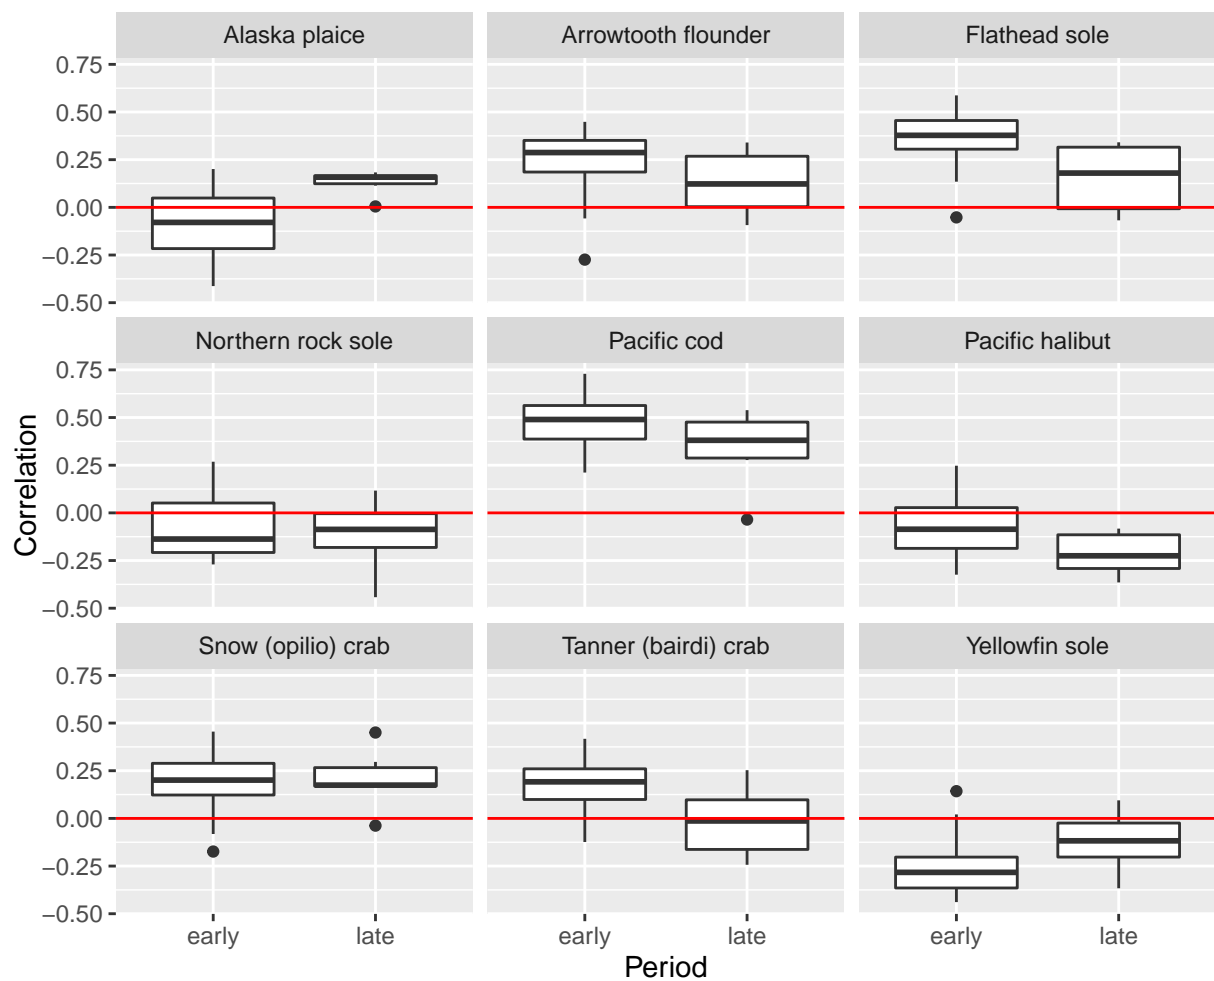 Alaska plaice
Arrowtooth flounder
Flathead sole
0.75
0.50
0.25
0.00
−0.25
−0.50
Northern rock sole
Pacific cod
Pacific halibut
0.75
0.50
0.25
0.00
−0.25
−0.50
Correlation
Snow (opilio) crab
Tanner (bairdi) crab
Yellowfin sole
0.75
0.50
0.25
0.00
−0.25
−0.50
early
late
early
late
early
late
Period